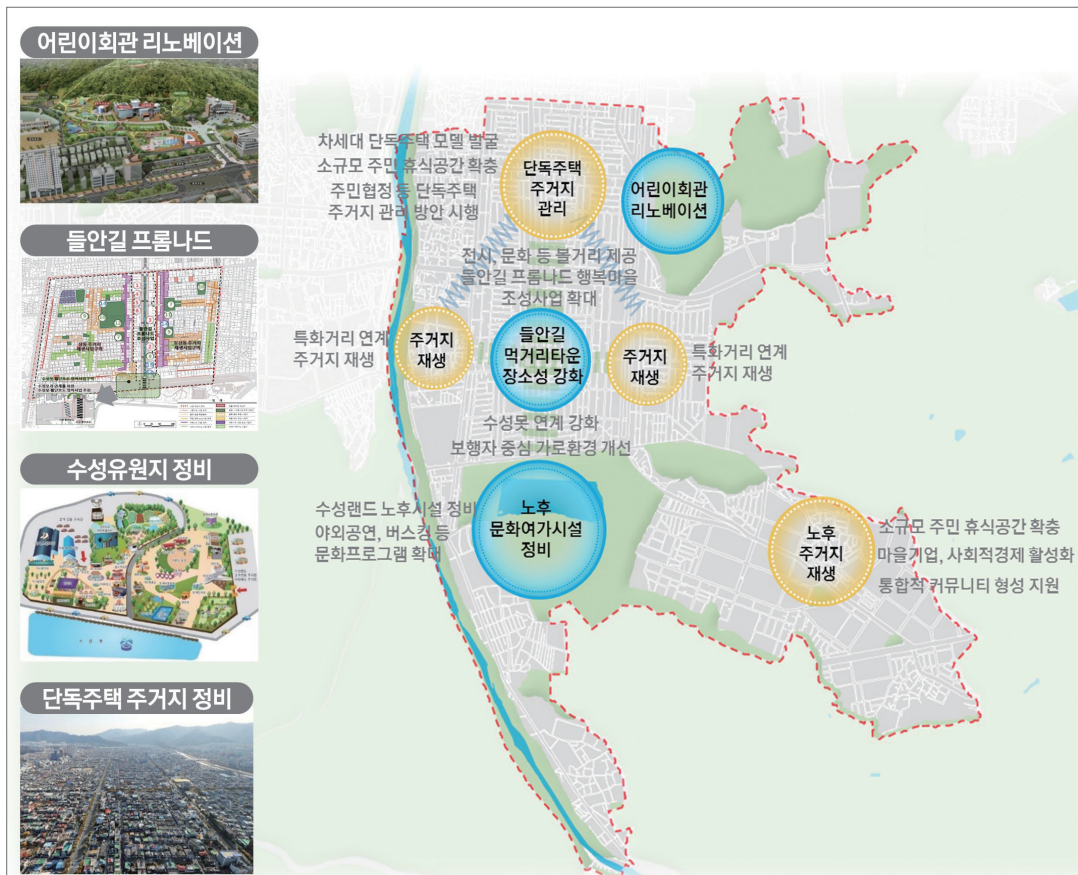 어린이회관 리노베이션
들안길 프롬나드
수성유원지 정비
단독주택 주거지 정비
차세대 단독주택 모델 발굴
소규모 주민 휴식공간 확충
주민협정 등 단독주택
주거지 관리 방안 시행
단독주택
주거지
관리
어린이회관
리노베이션
전시, 문화 등 볼거리 제공
들안길 프롬나드 행복마을
조성사업 확대
특화거리 연계
주거지 재생
주거지
재생
들안길
먹거리타운
장소성 강화
주거지
재생
특화거리 연계
주거지 재생
수성못 연계 강화
보행자 중심 가로환경 개선
수성랜드 노후시설 정비
야외공연, 버스킹 등
문화프로그램 확대
노후
문화여가시설
정비
노후
주거지
재생
소규모 주민 휴식공간 확충
마을기업, 사회적경제 활성화
통합적 커뮤니티 형성 지원